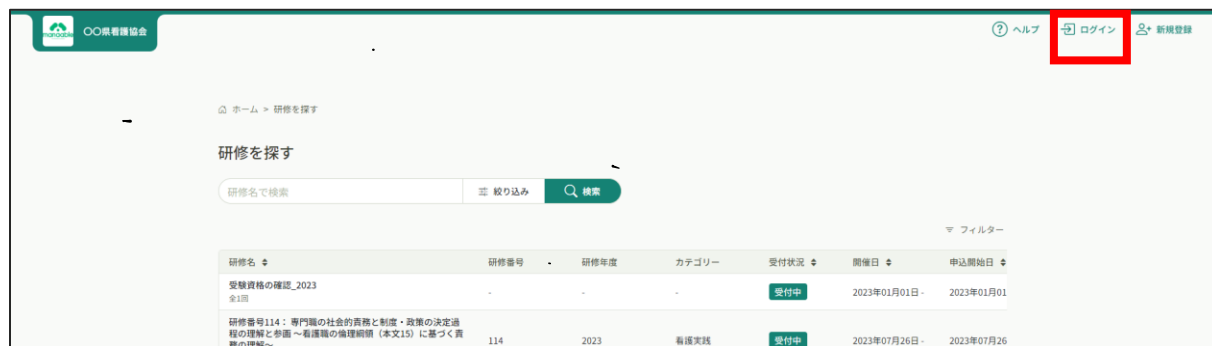 manaable
〇〇県看護協会
ヘルプ
ログイン
新規登録
ホーム > 研修を探す
研修を探す
研修名で検索
絞り込み
検索
フィルター
研修名 研修番号 研修年度 カテゴリー 受付状況 開催日 申込開始日
受験資格の確認_2023
全1回
- - - 受付中 2023年01月01日 - 2023年01月01
研修番号114： 専門職の社会的責務と制度・政策の決定過
程の理解と参画 ～看護職の倫理綱領（本文15）に基づく責
務の理解～
114 2023 看護実践 受付中 2023年07月26日 - 2023年07月26